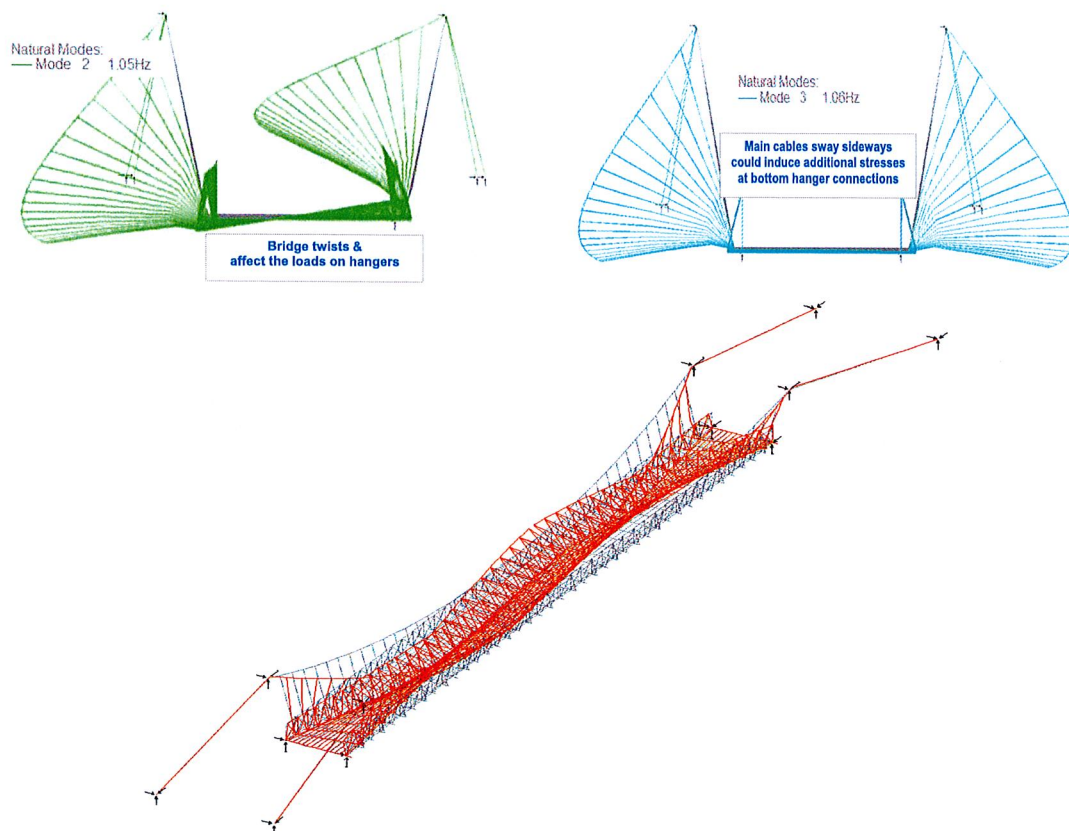 Natural Modes:
Mode 2 1.05Hz
Bridge twists &
affect the loads on hangers
Natural Modes:
Mode 3 1.06Hz
Main cables sway sideways
could induce additional stresses
at bottom hanger connections